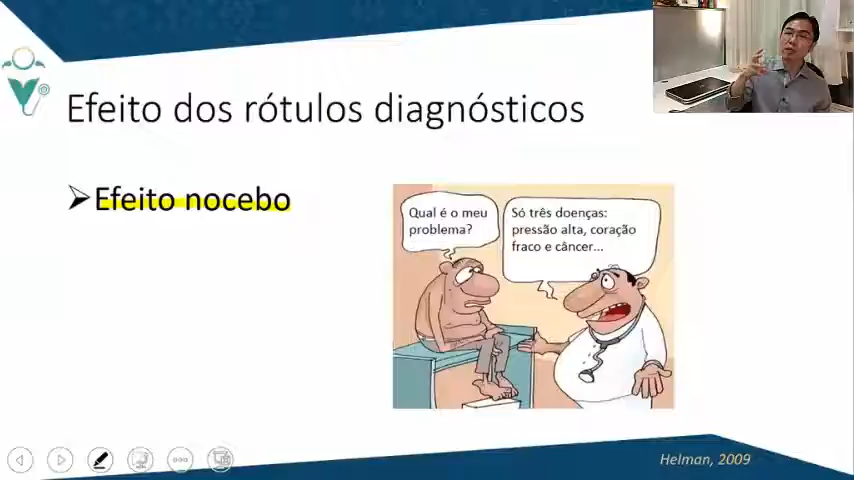 Efeito dos rótulos diagnósticos
➢Efeito nocebo
Qual é o meu
problema?
Só três doenças:
pressão alta, coração
fraco e câncer...
Helman, 2009